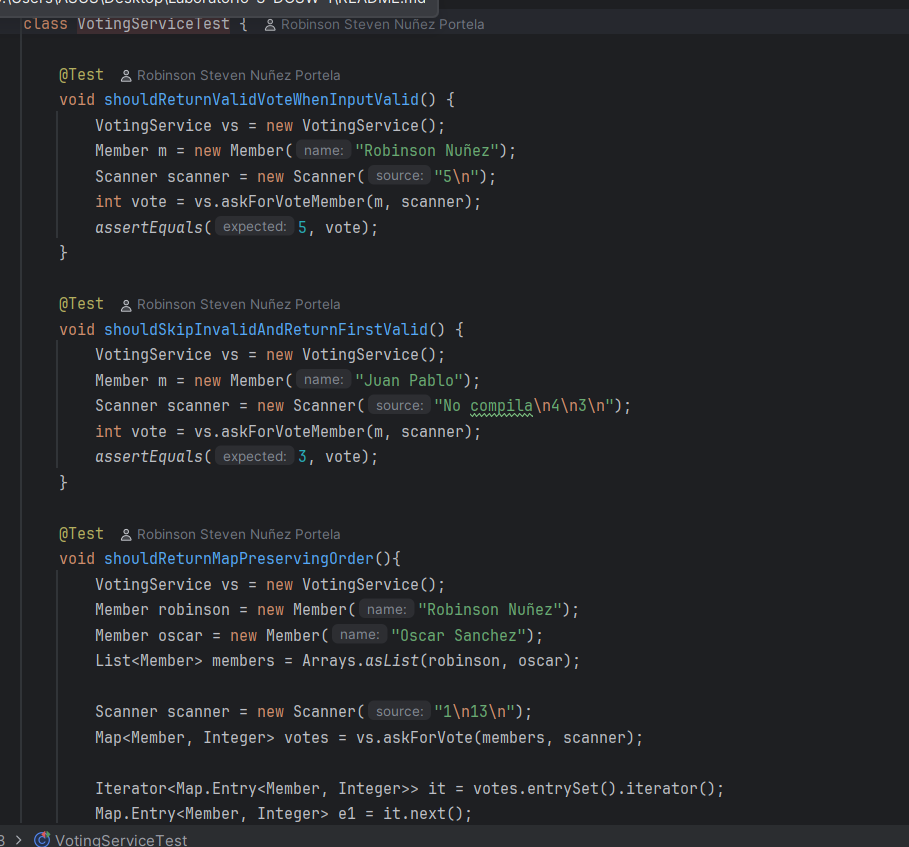 :\Users\ASUS\Desktop\Laboratorio-3-DOSW-1\README.md
class VotingServiceTest { Robinson Steven Nuñez Portela
@Test Robinson Steven Nuñez Portela
void shouldReturnValidVoteWhenInputValid() {
VotingService vs = new VotingService();
Member m = new Member( name: "Robinson Nuñez");
Scanner scanner = new Scanner( source: "5\n");
int vote = vs.askForVoteMember(m, scanner);
assertEquals( expected: 5, vote);
}
@Test Robinson Steven Nuñez Portela
void shouldSkipInvalidAndReturnFirstValid() {
VotingService vs = new VotingService();
Member m = new Member( name: "Juan Pablo");
Scanner scanner = new Scanner( source: "No compila\n4\n3\n");
int vote = vs.askForVoteMember(m, scanner);
assertEquals( expected: 3, vote);
}
@Test Robinson Steven Nuñez Portela
void shouldReturnMapPreservingOrder(){
VotingService vs = new VotingService();
Member robinson = new Member( name: "Robinson Nuñez");
Member oscar = new Member( name: "Oscar Sanchez");
List<Member> members = Arrays.asList(robinson, oscar);
Scanner scanner = new Scanner( source: "1\n13\n");
Map<Member, Integer> votes = vs.askForVote(members, scanner);
Iterator<Map.Entry<Member, Integer>> it = votes.entrySet().iterator();
Map.Entry<Member, Integer> e1 = it.next();
3 > VotingServiceTest